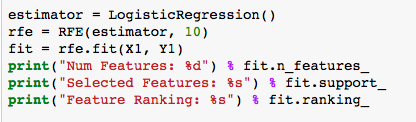 estimator = LogisticRegression()
rfe = RFE(estimator, 10)
fit = rfe.fit(X1, Y1)
print("Num Features: %d") % fit.n_features_
print("Selected Features: %s") % fit.support_
print("Feature Ranking: %s") % fit.ranking_